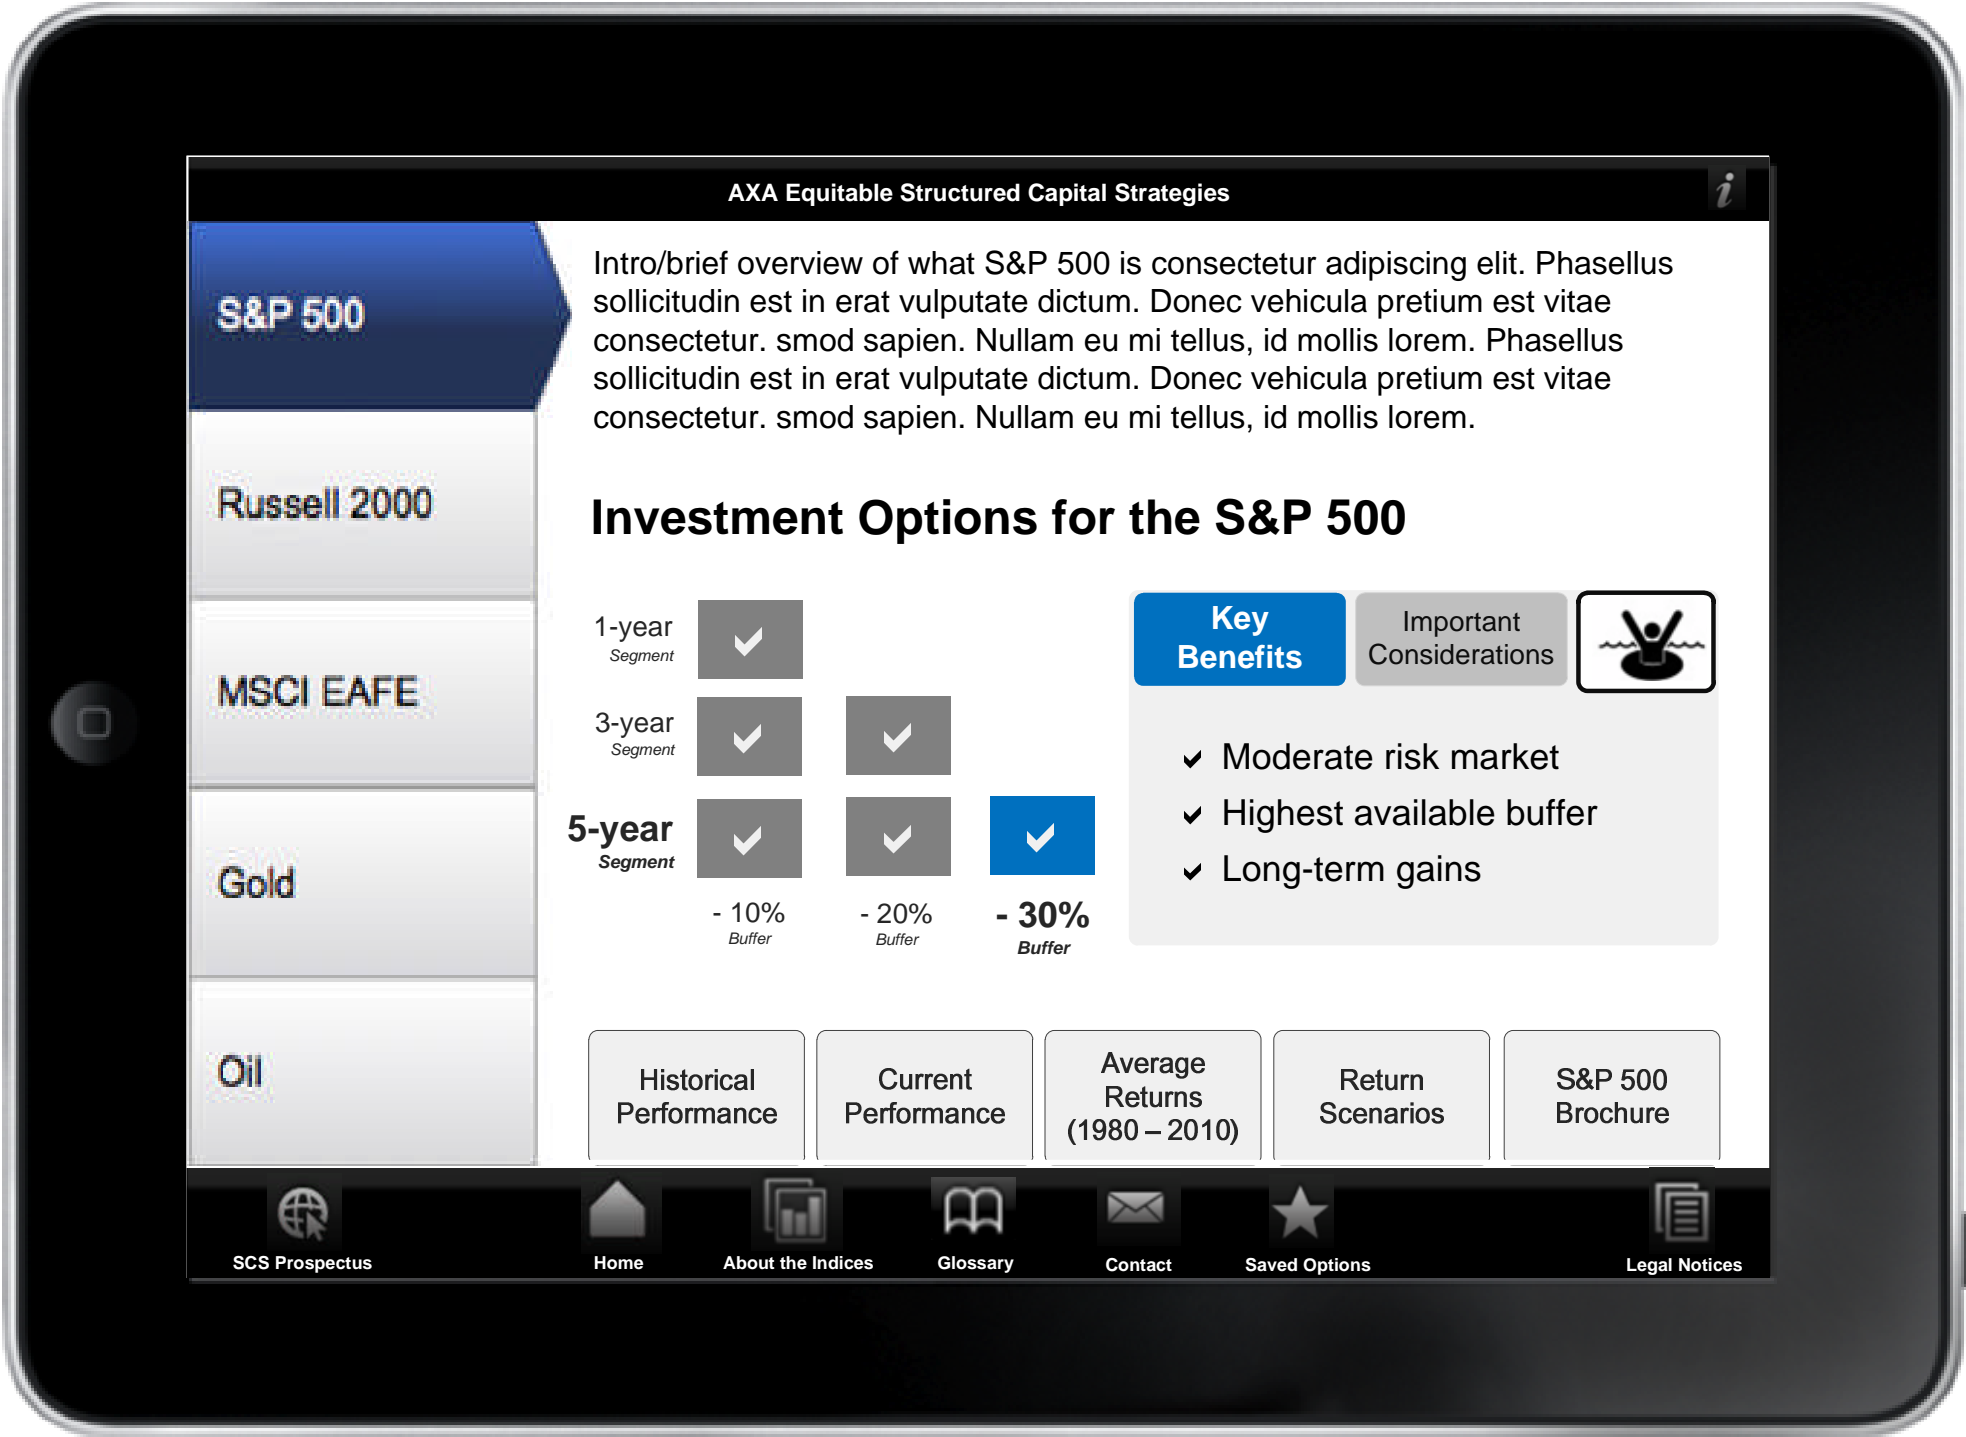 AXA Equitable Structured Capital Strategies
i
S&P 500
Russell 2000
MSCI EAFE
Gold
Oil
Intro/brief overview of what S&P 500 is consectetur adipiscing elit. Phasellus
sollicitudin est in erat vulputate dictum. Donec vehicula pretium est vitae
consectetur. smod sapien. Nullam eu mi tellus, id mollis lorem. Phasellus
sollicitudin est in erat vulputate dictum. Donec vehicula pretium est vitae
consectetur. smod sapien. Nullam eu mi tellus, id mollis lorem.
Investment Options for the S&P 500
1-year
Segment
3-year
Segment
5-year
Segment
- 10%
Buffer
- 20%
Buffer
- 30%
Buffer
Key
Benefits
Important
Considerations
Moderate risk market
Highest available buffer
Long-term gains
Historical
Performance
Current
Performance
Average
Returns
(1980 – 2010)
Return
Scenarios
S&P 500
Brochure
SCS Prospectus
Home
About the Indices
Glossary
Contact
Saved Options
Legal Notices